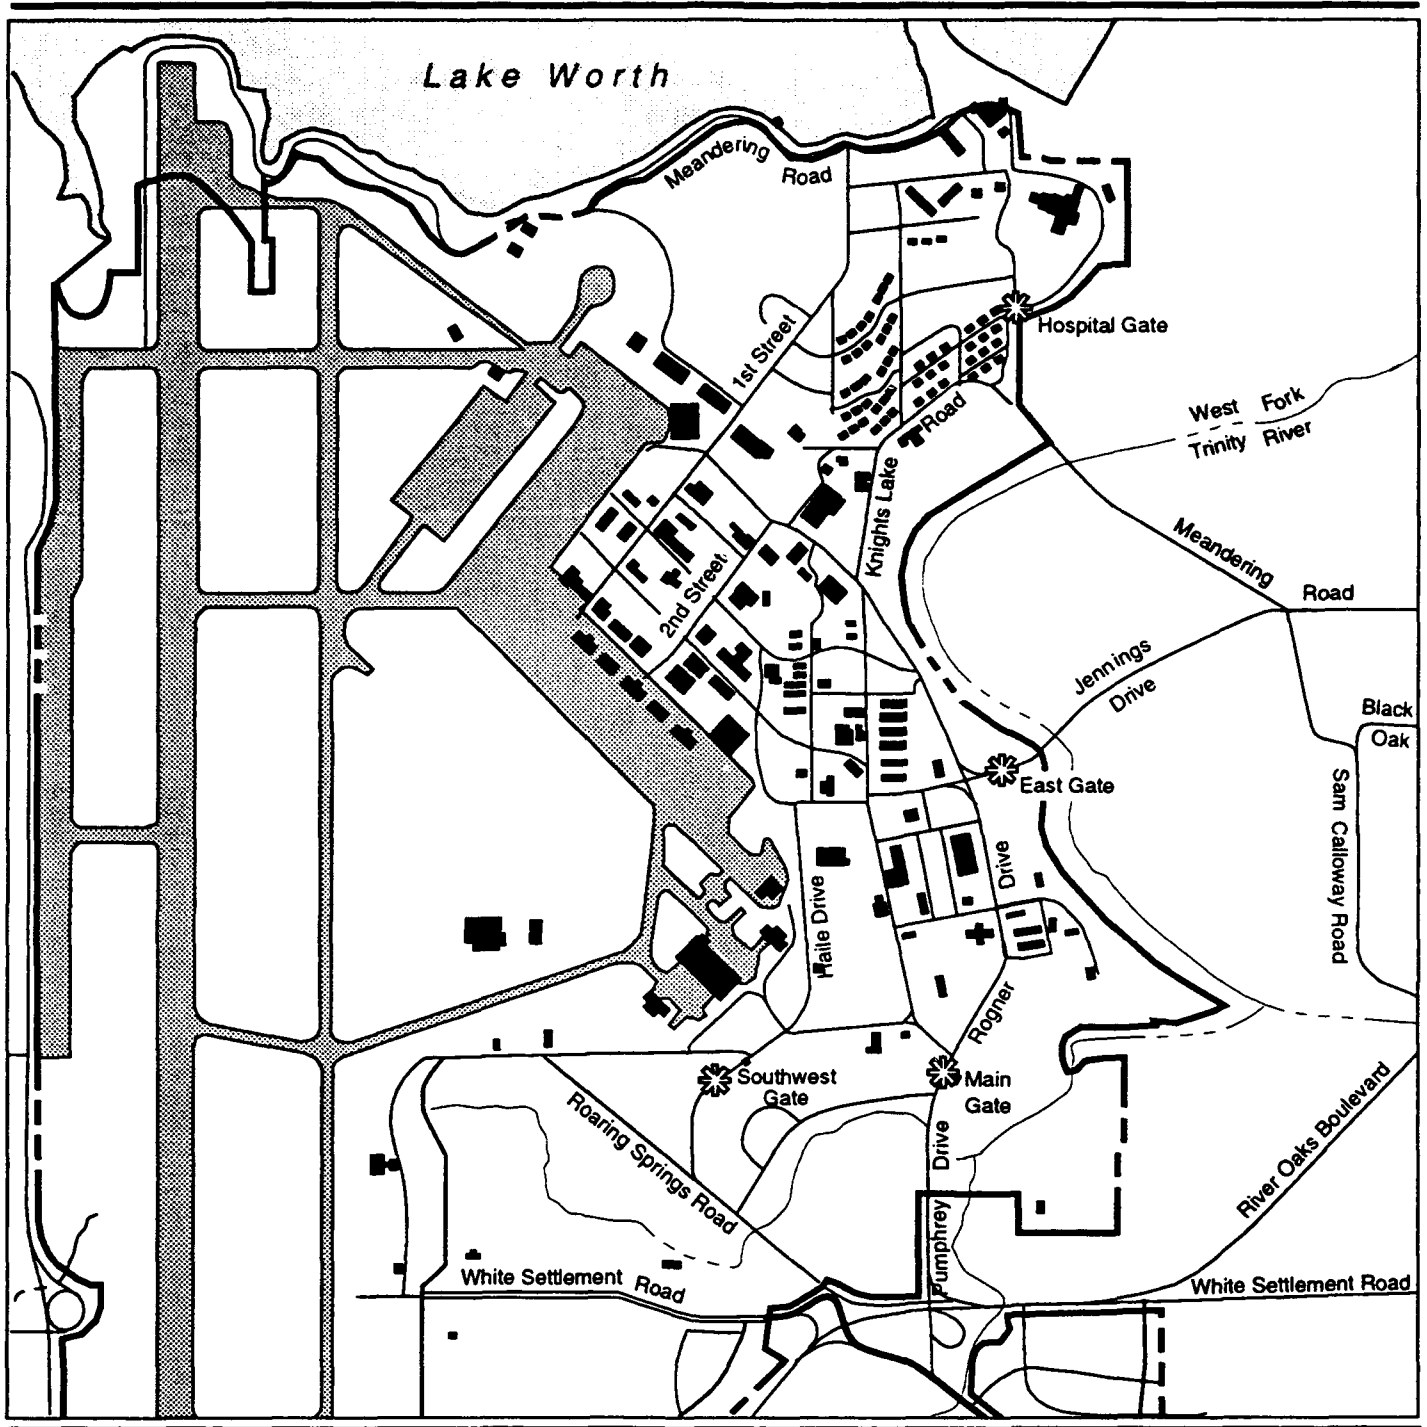 Lake Worth
Meandering
Road
1st Street
Hospital Gate
West Fork
Trinity River
Knights Lake
Road
Meandering
Road
2nd Street
Jennings
Drive
Black
Oak
East Gate
Sam Calloway Road
Drive
Haile Drive
Rogner
Southwest
Gate
Main
Gate
Roaring Springs Road
Drive
Pumphrey
River Oaks Boulevard
White Settlement Road
White Settlement Road